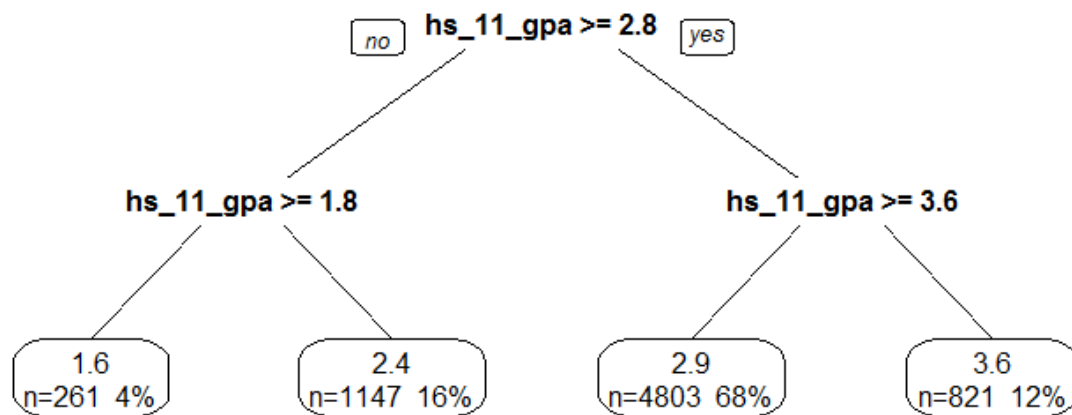 no hs_11_gpa >= 2.8 yes
hs_11_gpa >= 1.8 hs_11_gpa >= 3.6
1.6 2.4 2.9 3.6
n=261 4% n=1147 16% n=4803 68% n=821 12%